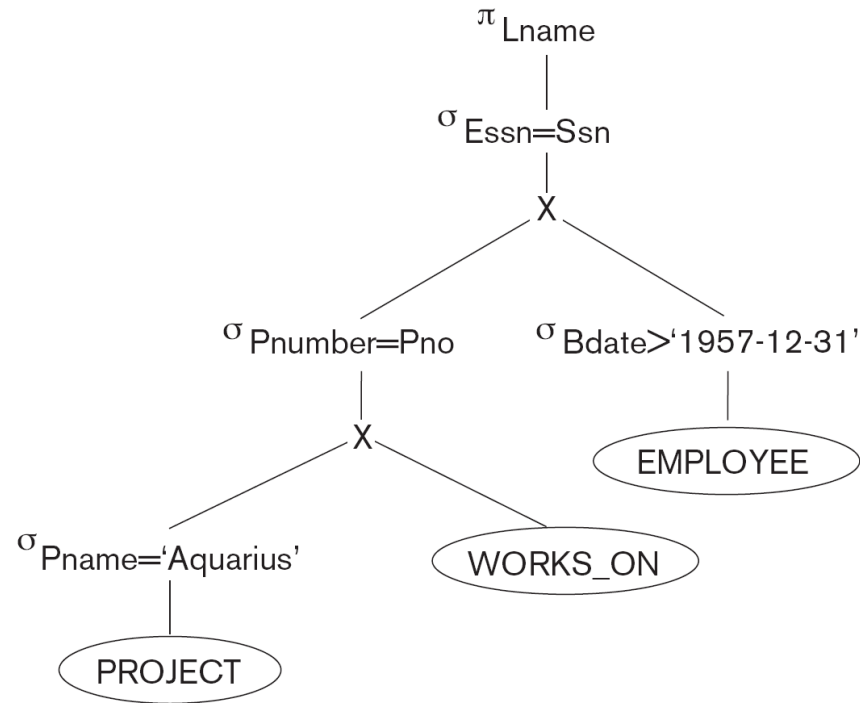 π Lname
σ Essn=Ssn
X
σ Pnumber=Pno
σ Bdate>‘1957-12-31’
X
EMPLOYEE
σ Pname=‘Aquarius’
WORKS_ON
PROJECT